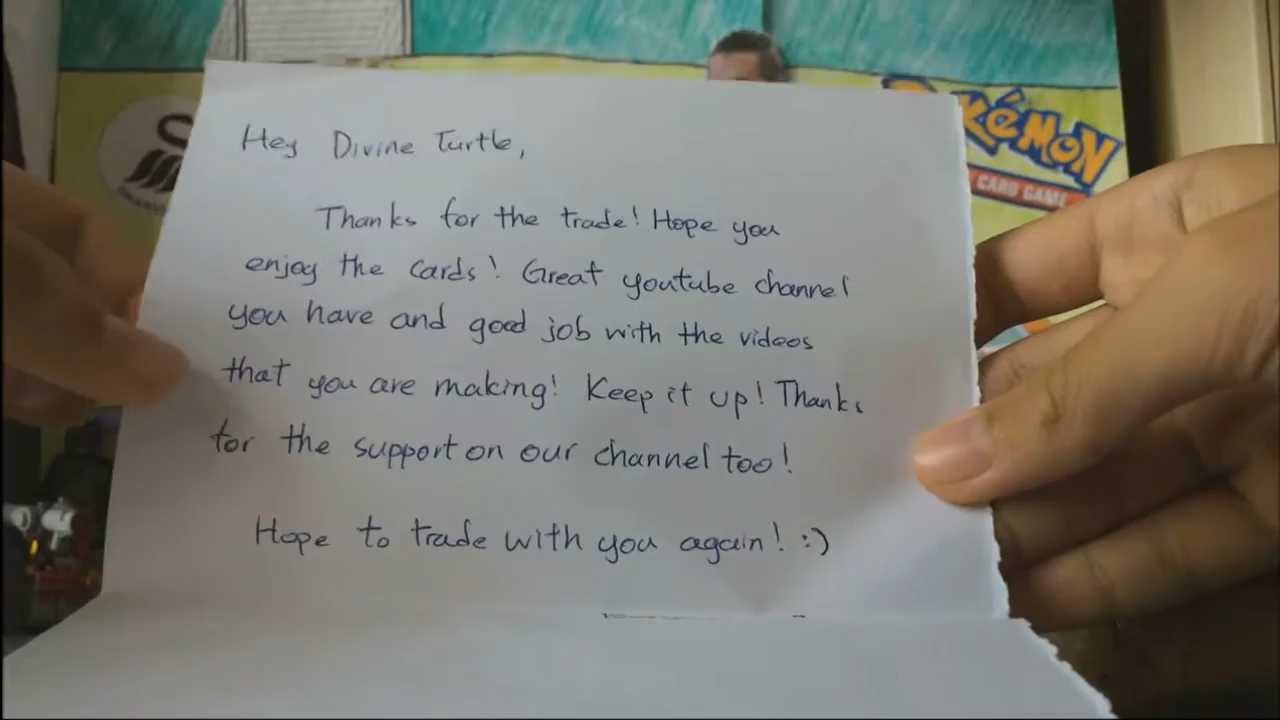 POKéMON
CARD GAME
Hey Divine Turtle,
Thanks for the trade! Hope you
enjoy the cards! Great youtube channel
you have and good job with the videos
that you are making! Keep it up! Thanks
for the support on our channel too!
Hope to trade with you again! :)